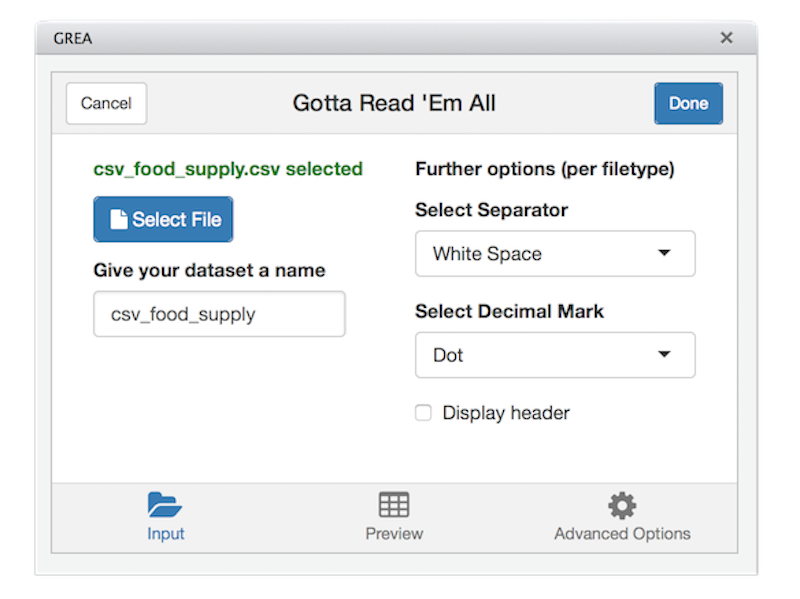 GREA
Cancel
Gotta Read 'Em All
Done
csv_food_supply.csv selected
Select File
Give your dataset a name
csv_food_supply
Further options (per filetype)
Select Separator
White Space
Select Decimal Mark
Dot
Display header
Input
Preview
Advanced Options